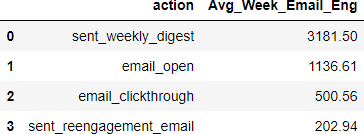 action Avg_Week_Email_Eng
0 sent_weekly_digest 3181.50
1 email_open 1136.61
2 email_clickthrough 500.56
3 sent_reengagement_email 202.94